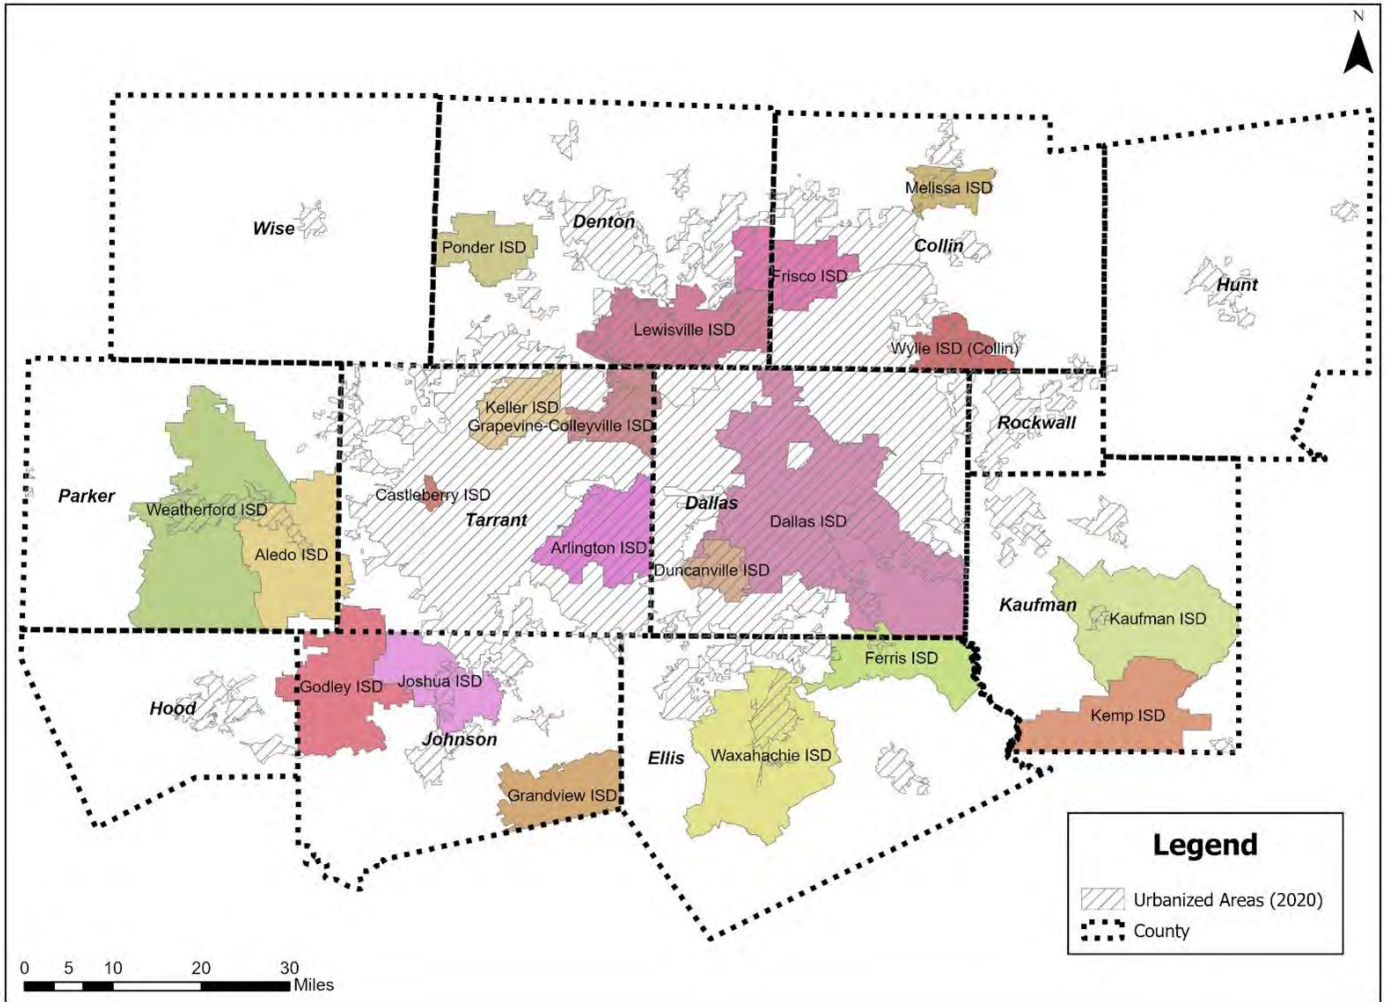 N
Melissa ISD
Denton
Wise
Ponder ISD
Collin
Frisco ISD
Hunt
Lewisville ISD
Wylie ISD (Collin)
Keller ISD
Grapevine-Colleyville ISD
Rockwall
Parker
Castleberry ISD
Weatherford ISD
Tarrant
Dallas
Dallas ISD
Aledo ISD
Arlington ISD
Duncanville ISD
Kaufman
Kaufman ISD
Ferris ISD
Godley ISD
Joshua ISD
Hood
Kemp ISD
Johnson
Ellis
Waxahachie ISD
Grandview ISD
Legend
Urbanized Areas (2020)
County
0 5 10 20 30
Miles